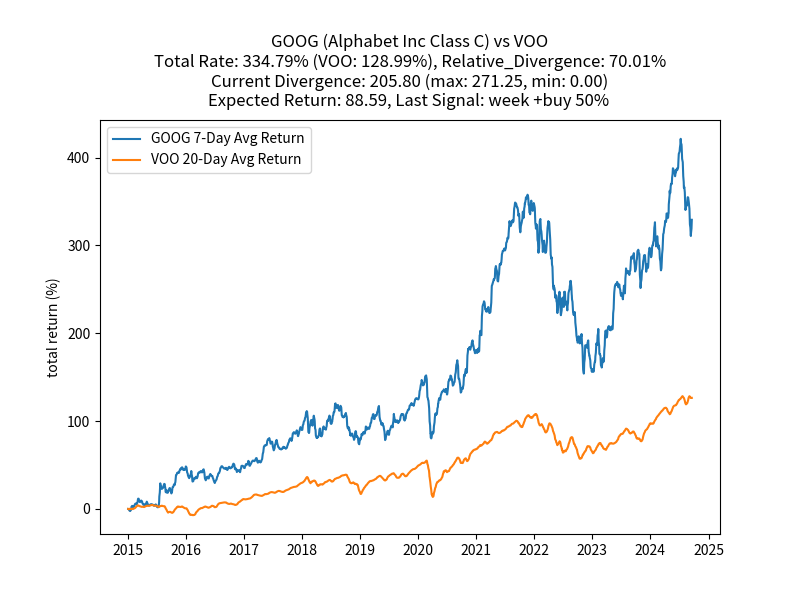 GOOG (Alphabet Inc Class C) vs VOO
Total Rate: 334.79% (VOO: 128.99%), Relative_Divergence: 70.01%
Current Divergence: 205.80 (max: 271.25, min: 0.00)
Expected Return: 88.59, Last Signal: week +buy 50%
GOOG 7-Day Avg Return
VOO 20-Day Avg Return
total return (%)
400
300
200
100
0
2015 2016 2017 2018 2019 2020 2021 2022 2023 2024 2025